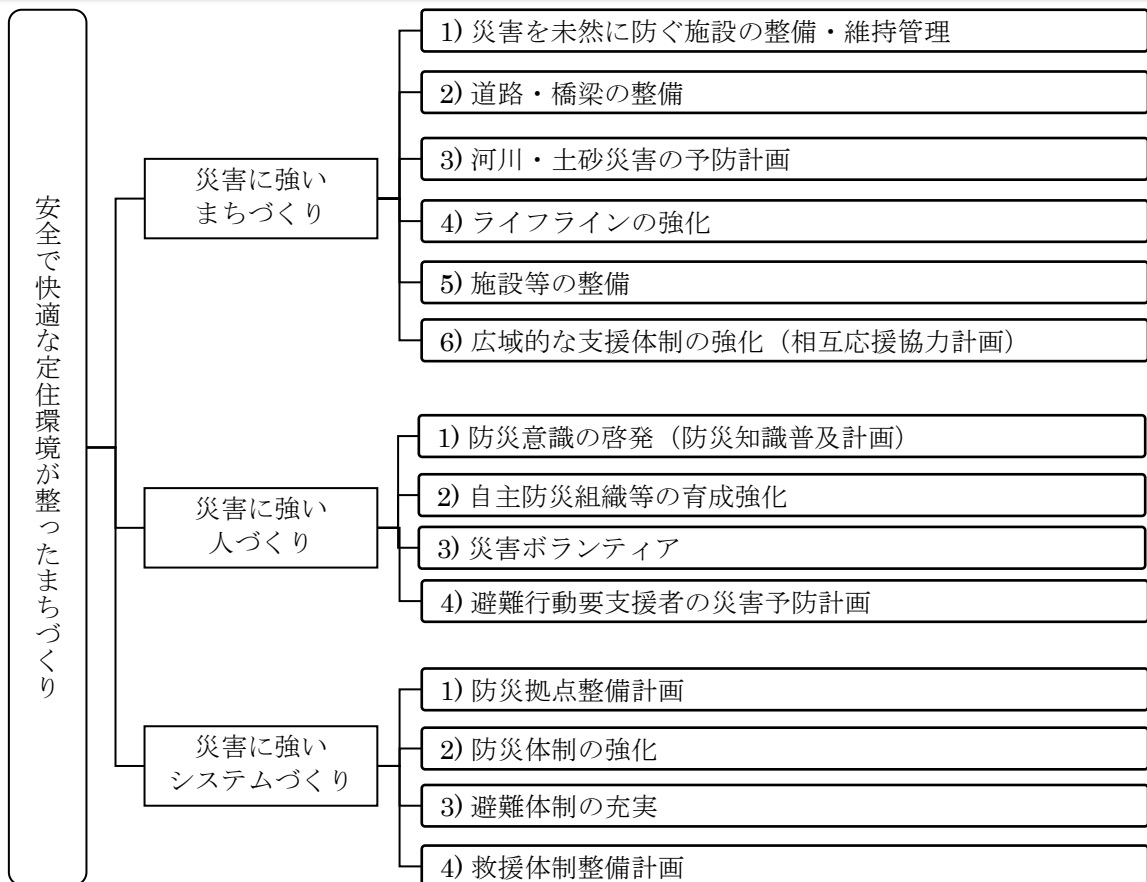 安全で快適な定住環境が整ったまちづくり
災害に強い
まちづくり
1) 災害を未然に防ぐ施設の整備・維持管理
2) 道路・橋梁の整備
3) 河川・土砂災害の予防計画
4) ライフラインの強化
5) 施設等の整備
6) 広域的な支援体制の強化（相互応援協力計画）
災害に強い
人づくり
1) 防災意識の啓発（防災知識普及計画）
2) 自主防災組織等の育成強化
3) 災害ボランティア
4) 避難行動要支援者の災害予防計画
災害に強い
システムづくり
1) 防災拠点整備計画
2) 防災体制の強化
3) 避難体制の充実
4) 救援体制整備計画